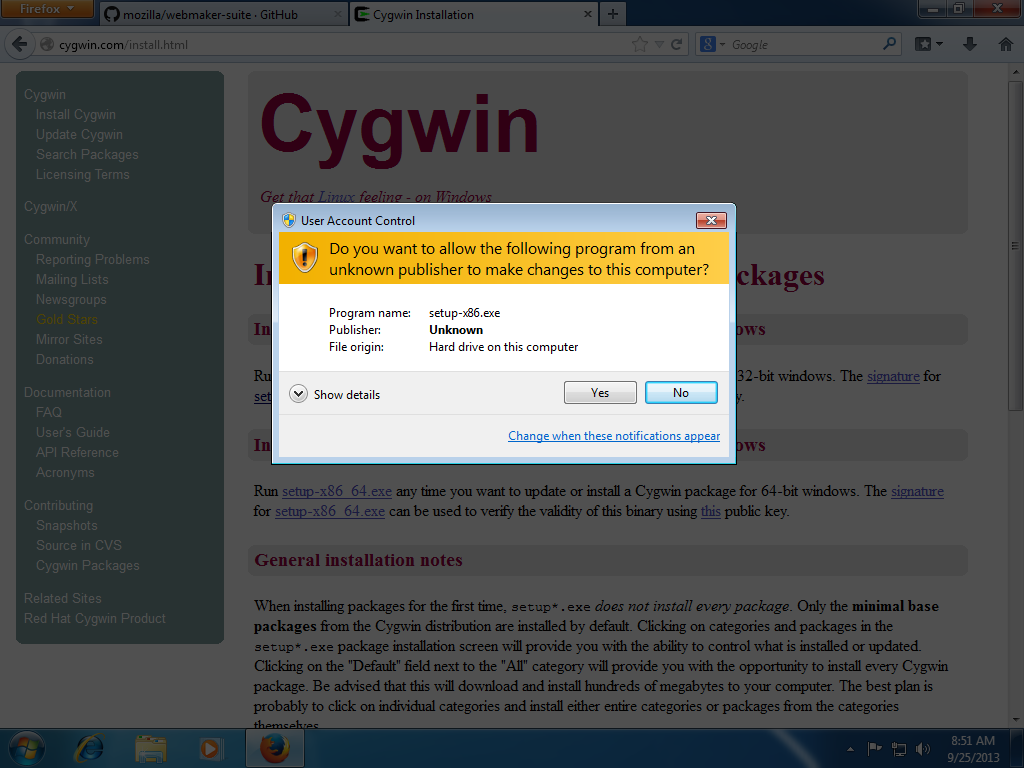 Firefox
mozilla/webmaker-suite · GitHub
Cygwin Installation
cygwin.com/install.html
Google
Cygwin
Install Cygwin
Update Cygwin
Search Packages
Licensing Terms
Cygwin/X
Community
Reporting Problems
Mailing Lists
Newsgroups
Gold Stars
Mirror Sites
Donations
Documentation
FAQ
User's Guide
API Reference
Acronyms
Contributing
Snapshots
Source in CVS
Cygwin Packages
Related Sites
Red Hat Cygwin Product
Cygwin
Get that Linux feeling - on Windows
User Account Control
Do you want to allow the following program from an
unknown publisher to make changes to this computer?
Program name: setup-x86.exe
Publisher: Unknown
File origin: Hard drive on this computer
Show details
Yes
No
Change when these notifications appear
32-bit windows. The signature for
Run setup-x86_64.exe any time you want to update or install a Cygwin package for 64-bit windows. The signature
for setup-x86_64.exe can be used to verify the validity of this binary using this public key.
General installation notes
When installing packages for the first time, setup*.exe does not install every package. Only the minimal base
packages from the Cygwin distribution are installed by default. Clicking on categories and packages in the
setup*.exe package installation screen will provide you with the ability to control what is installed or updated.
Clicking on the "Default" field next to the "All" category will provide you with the opportunity to install every Cygwin
package. Be advised that this will download and install hundreds of megabytes to your computer. The best plan is
probably to click on individual categories and install either entire categories or packages from the categories
themselves.
8:51 AM
9/25/2013